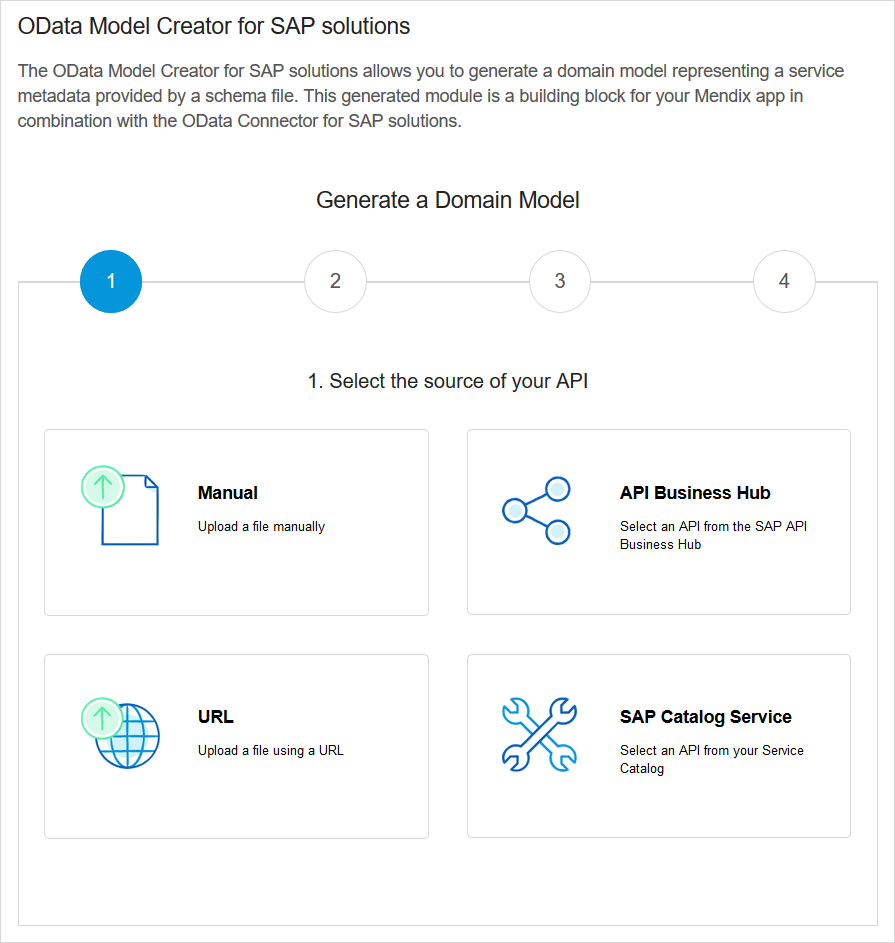 OData Model Creator for SAP solutions
The OData Model Creator for SAP solutions allows you to generate a domain model representing a service
metadata provided by a schema file. This generated module is a building block for your Mendix app in
combination with the OData Connector for SAP solutions.
Generate a Domain Model
1
2
3
4
1. Select the source of your API
Manual
Upload a file manually
API Business Hub
Select an API from the SAP API
Business Hub
URL
Upload a file using a URL
SAP Catalog Service
Select an API from your Service
Catalog